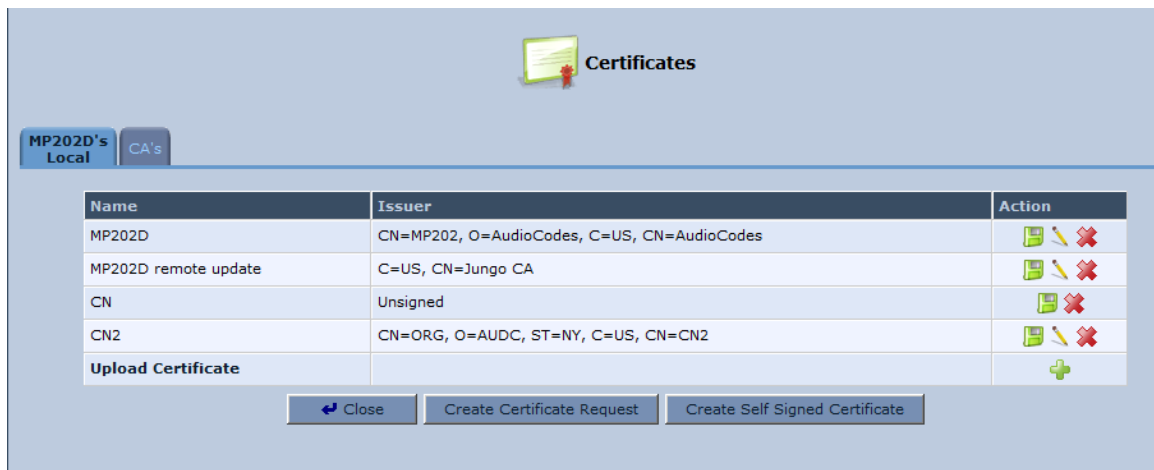 Certificates
MP202D's
Local
CA's
Name Issuer Action
MP202D CN=MP202, O=AudioCodes, C=US, CN=AudioCodes
MP202D remote update C=US, CN=Jungo CA
CN Unsigned
CN2 CN=ORG, O=AUDC, ST=NY, C=US, CN=CN2
Upload Certificate
Close Create Certificate Request Create Self Signed Certificate